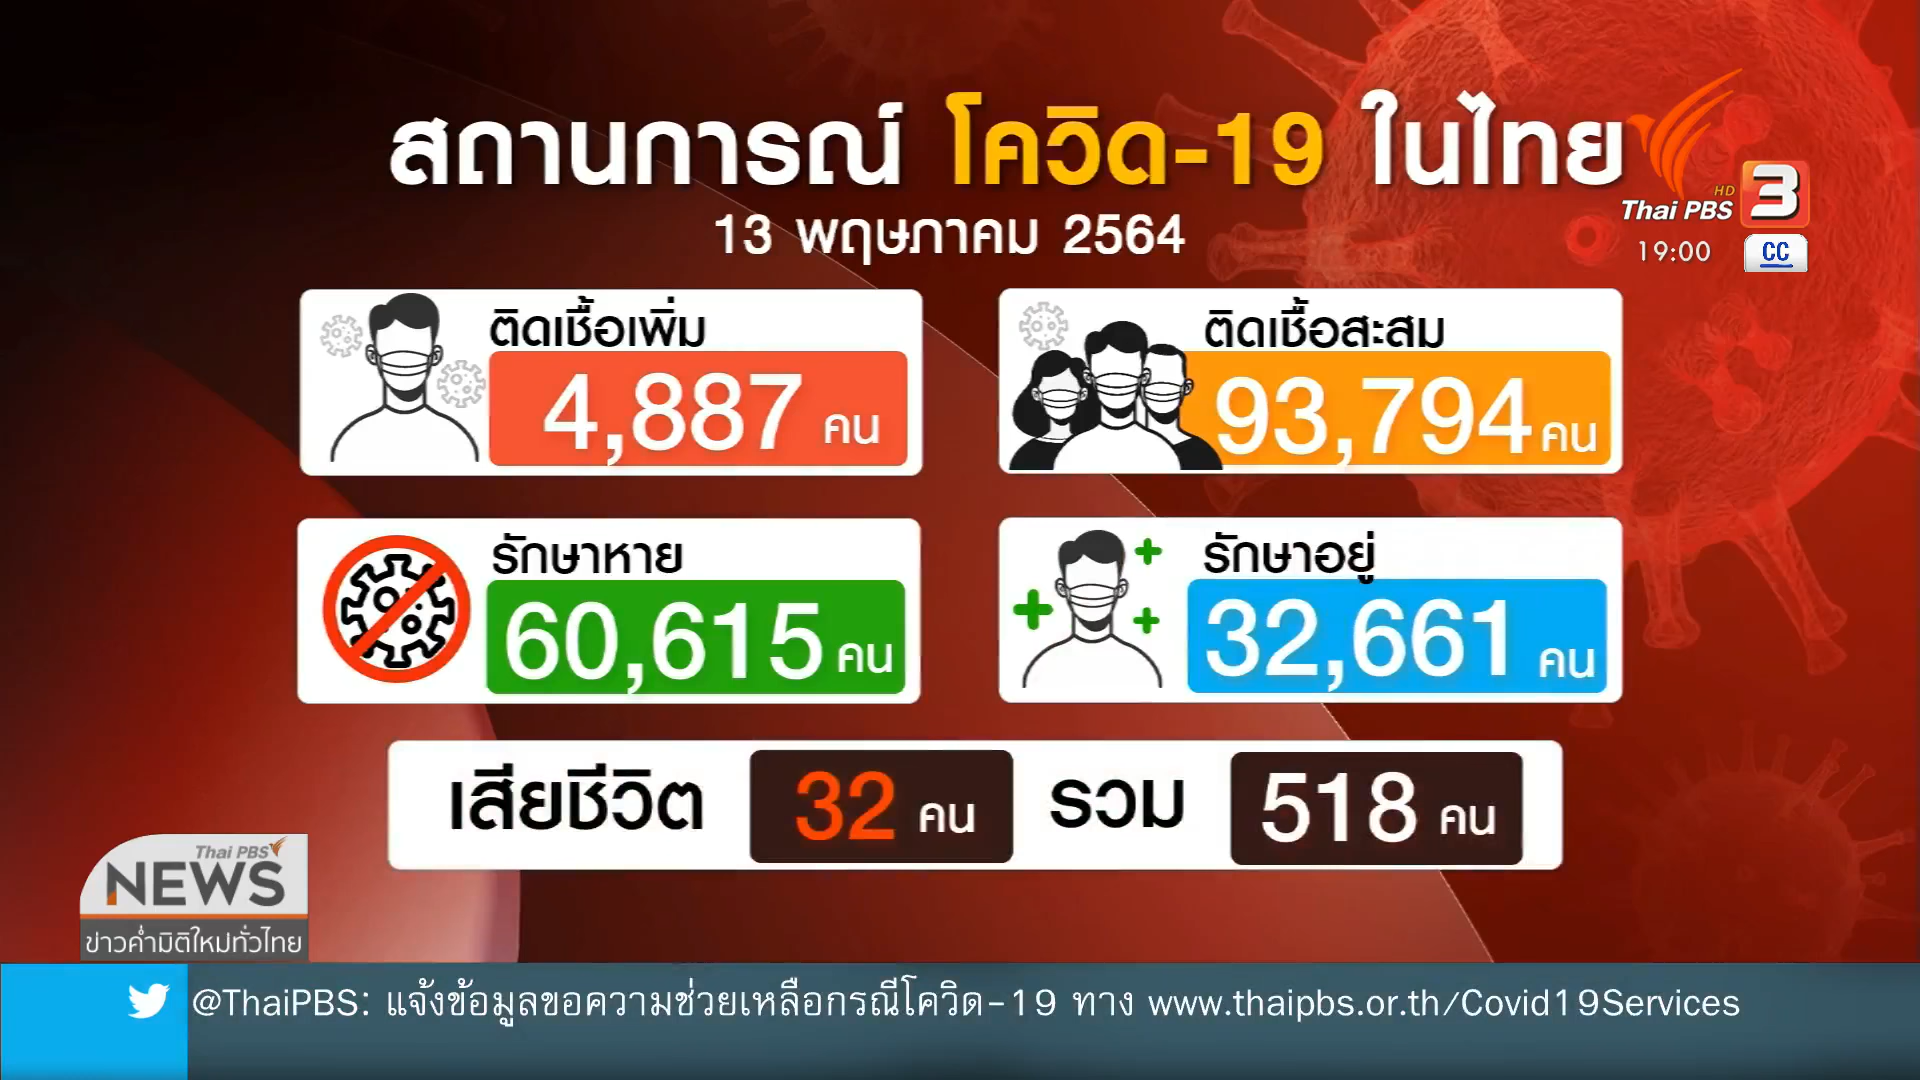 สถานการณ์ โควิด-19 ในไทย
13 พฤษภาคม 2564
HD
Thai PBS 3
19:00 CC
ติดเชื้อเพิ่ม
4,887 คน
ติดเชื้อสะสม
93,794 คน
รักษาหาย
60,615 คน
รักษาอยู่
32,661 คน
เสียชีวิต 32 คน รวม 518 คน
Thai PBS
NEWS
ข่าวค่ำมิติใหม่ทั่วไทย
@ThaiPBS: แจ้งข้อมูลขอความช่วยเหลือกรณีโควิด-19 ทาง www.thaipbs.or.th/Covid19Services